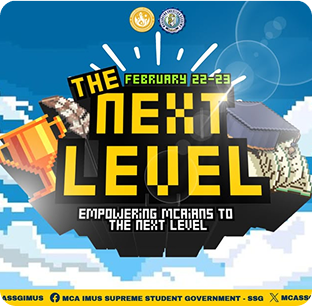 FEBRUARY 22-23
THE
NEXT
LEVEL
EMPOWERING MCAIANS TO
THE NEXT LEVEL
ASSGIMUS MCA IMUS SUPREME STUDENT GOVERNMENT - SSG MCASS